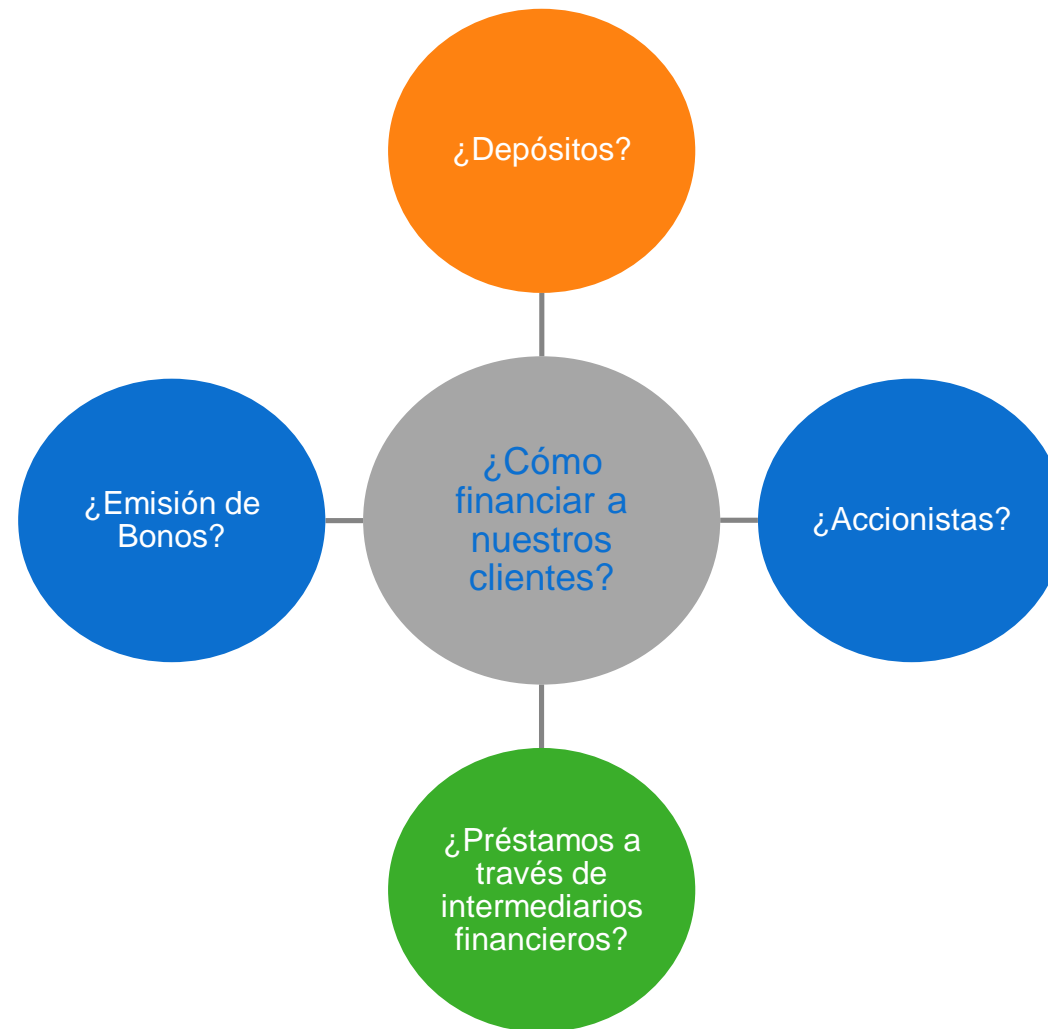 ¿Depósitos?
¿Emisión de
Bonos?
¿Cómo
financiar a
nuestros
clientes?
¿Accionistas?
¿Préstamos a
través de
intermediarios
financieros?